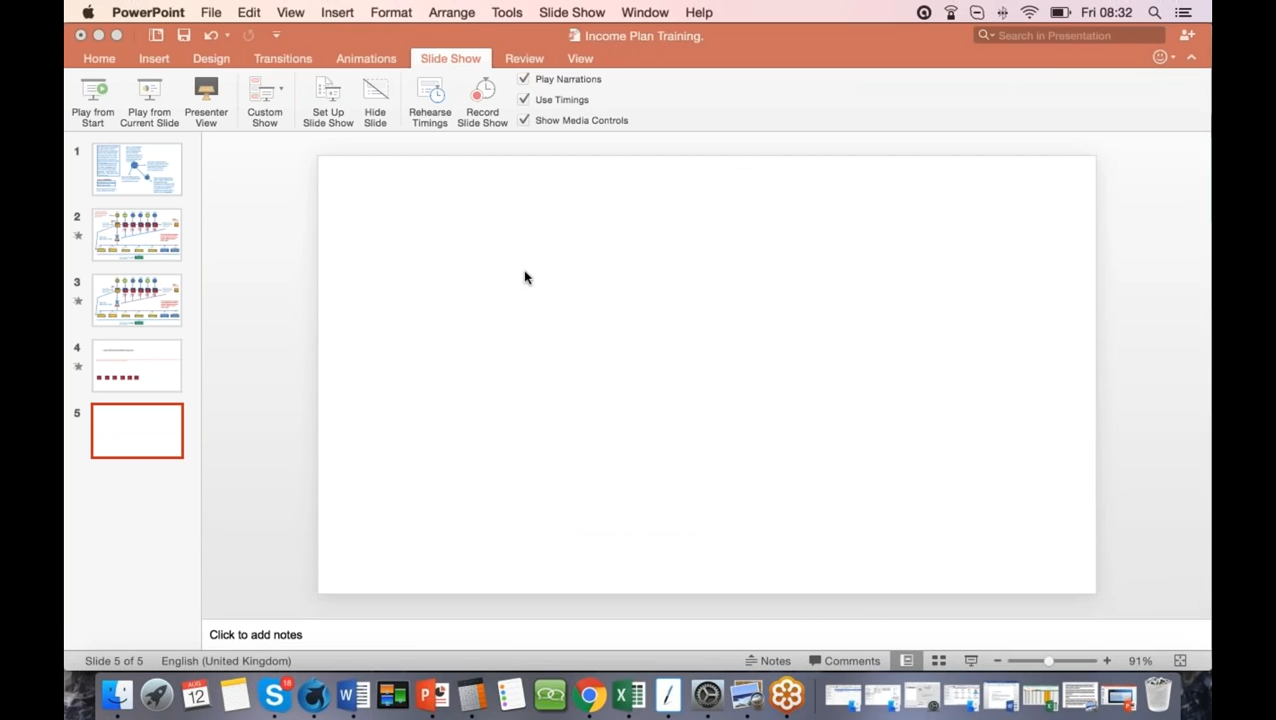 PowerPoint File Edit View Insert Format Arrange Tools Slide Show Window Help Fri 08:32
Income Plan Training. Search in Presentation
Home Insert Design Transitions Animations Slide Show Review View
Play from Start
Play from Current Slide
Presenter View
Custom Show
Set Up Slide Show
Hide Slide
Rehearse Timings
Record Slide Show
Play Narrations
Use Timings
Show Media Controls
1
2
3
4
5
Click to add notes
Slide 5 of 5 English (United Kingdom) Notes Comments 91%
AUG 12 18